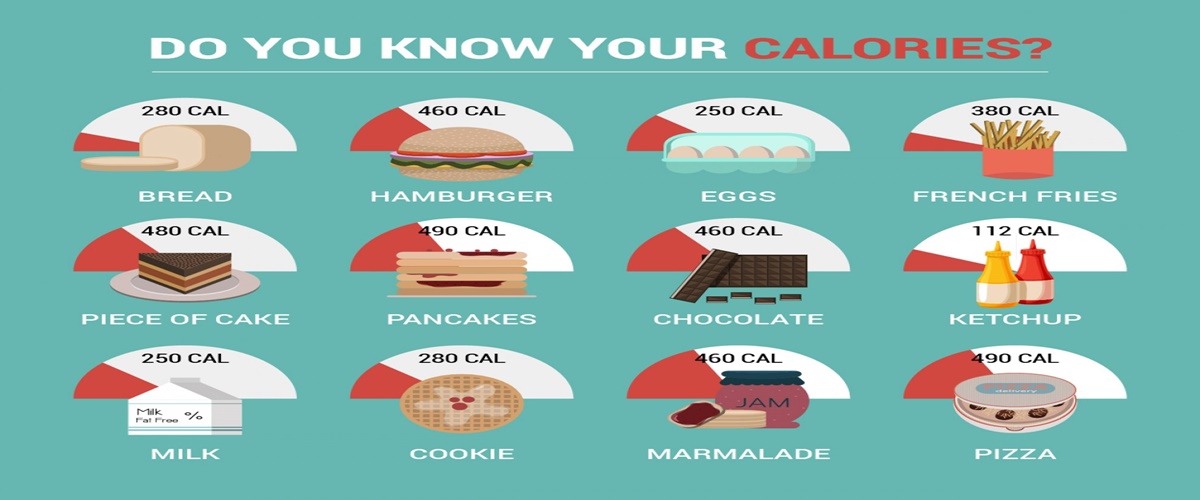 DO YOU KNOW YOUR CALORIES?
280 CAL
BREAD
460 CAL
HAMBURGER
250 CAL
EGGS
380 CAL
FRENCH FRIES
480 CAL
PIECE OF CAKE
490 CAL
PANCAKES
460 CAL
CHOCOLATE
112 CAL
KETCHUP
250 CAL
Milk %
Fat Free
MILK
280 CAL
COOKIE
460 CAL
JAM
MARMALADE
490 CAL
delivery
PIZZA